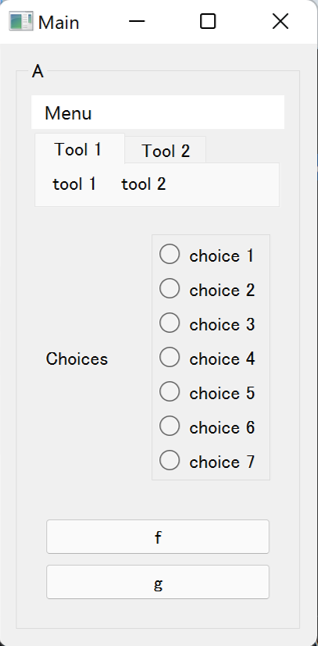 Main
A
Menu
Tool 1 Tool 2
tool 1 tool 2
choice 1
choice 2
choice 3
Choices choice 4
choice 5
choice 6
choice 7
f
g